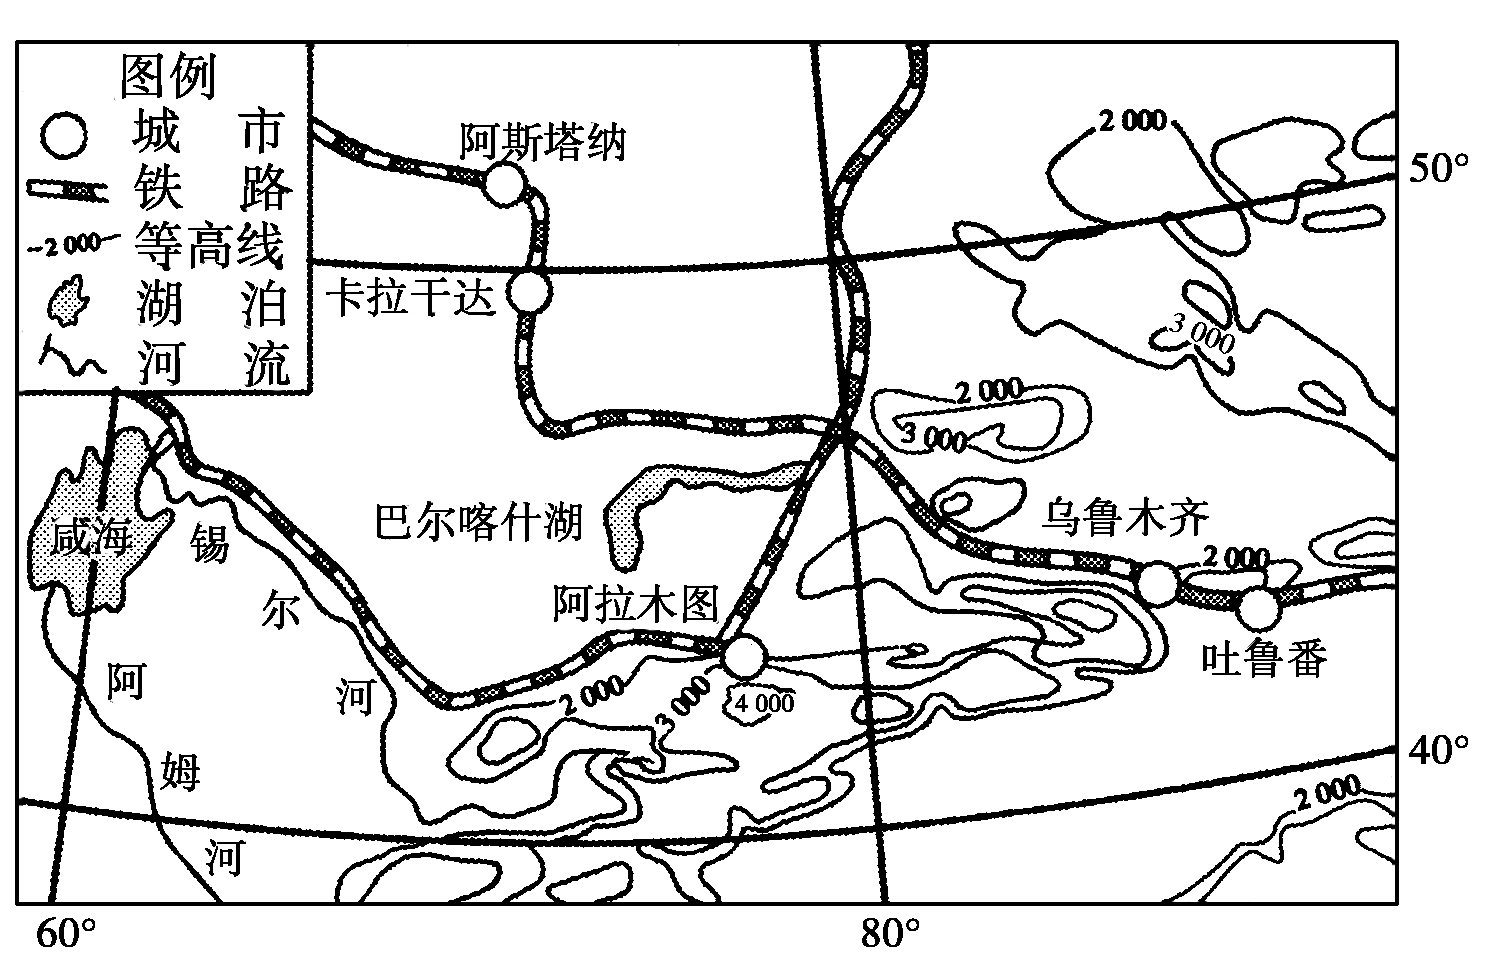 图例
城市
铁路
-2 000- 等高线
湖泊
河流
阿斯塔纳
卡拉干达
2 000
50°
3 000
2 000
3 000
巴尔喀什湖
乌鲁木齐
咸海
锡尔河
2 000
阿拉木图
吐鲁番
阿姆河
2 000
3 000
4 000
40°
2 000
60°
80°